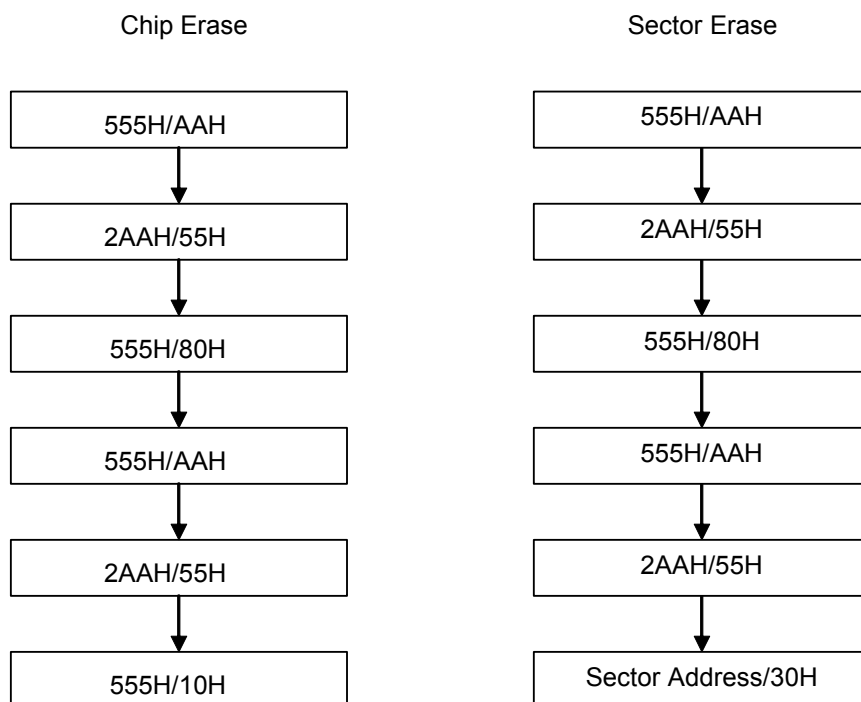 Chip Erase
555H/AAH
2AAH/55H
555H/80H
555H/AAH
2AAH/55H
555H/10H
Sector Erase
555H/AAH
2AAH/55H
555H/80H
555H/AAH
2AAH/55H
Sector Address/30H